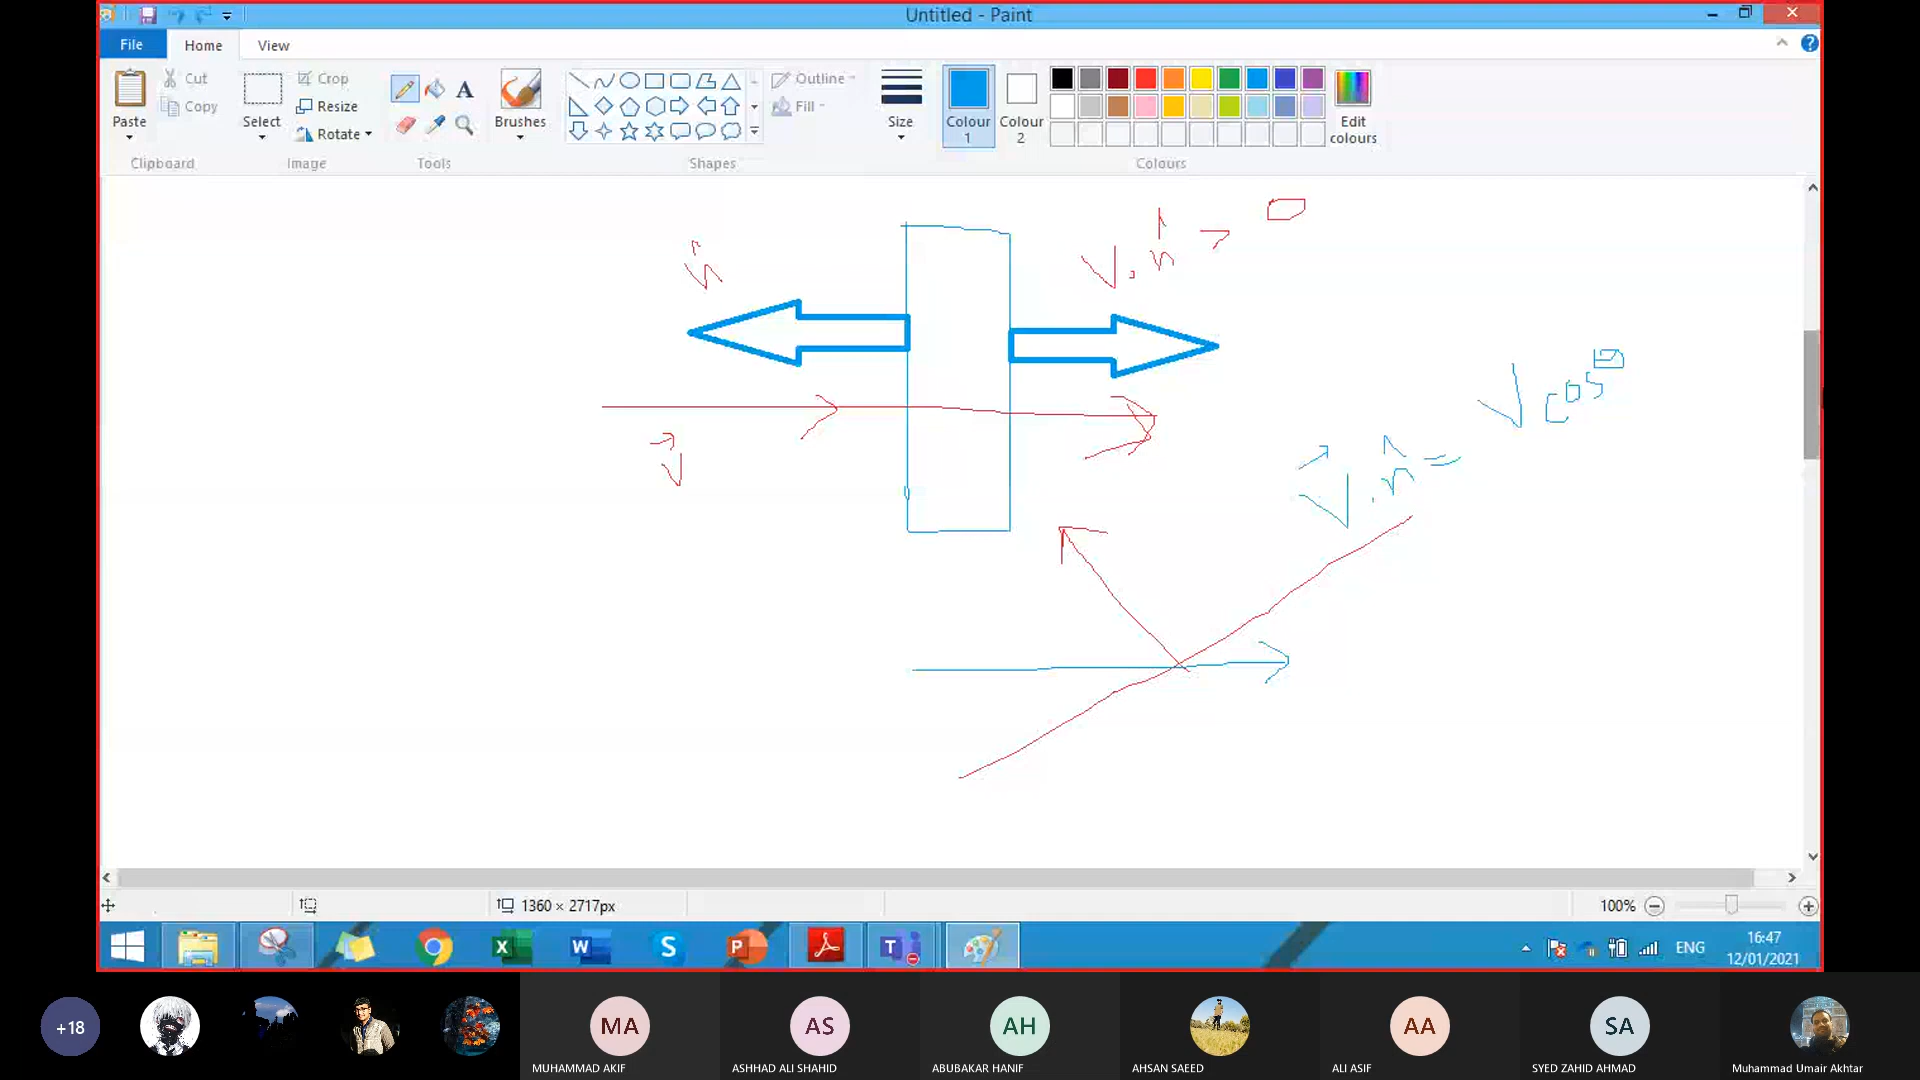 Untitled - Paint
File
Home
View
Paste
Cut
Copy
Clipboard
Select
Crop
Resize
Rotate
Image
A
Tools
Brushes
Outline
Fill
Shapes
Size
Colour
1
Colour
2
Edit
colours
Colours
n̂
V . n̂ >
v⃗
V⃗ . n̂ = V cos
1360 × 2717px
100%
ENG
16:47
12/01/2021
+18
MA
MUHAMMAD AKIF
AS
ASHHAD ALI SHAHID
AH
ABUBAKAR HANIF
AHSAN SAEED
AA
ALI ASIF
SA
SYED ZAHID AHMAD
Muhammad Umair Akhtar